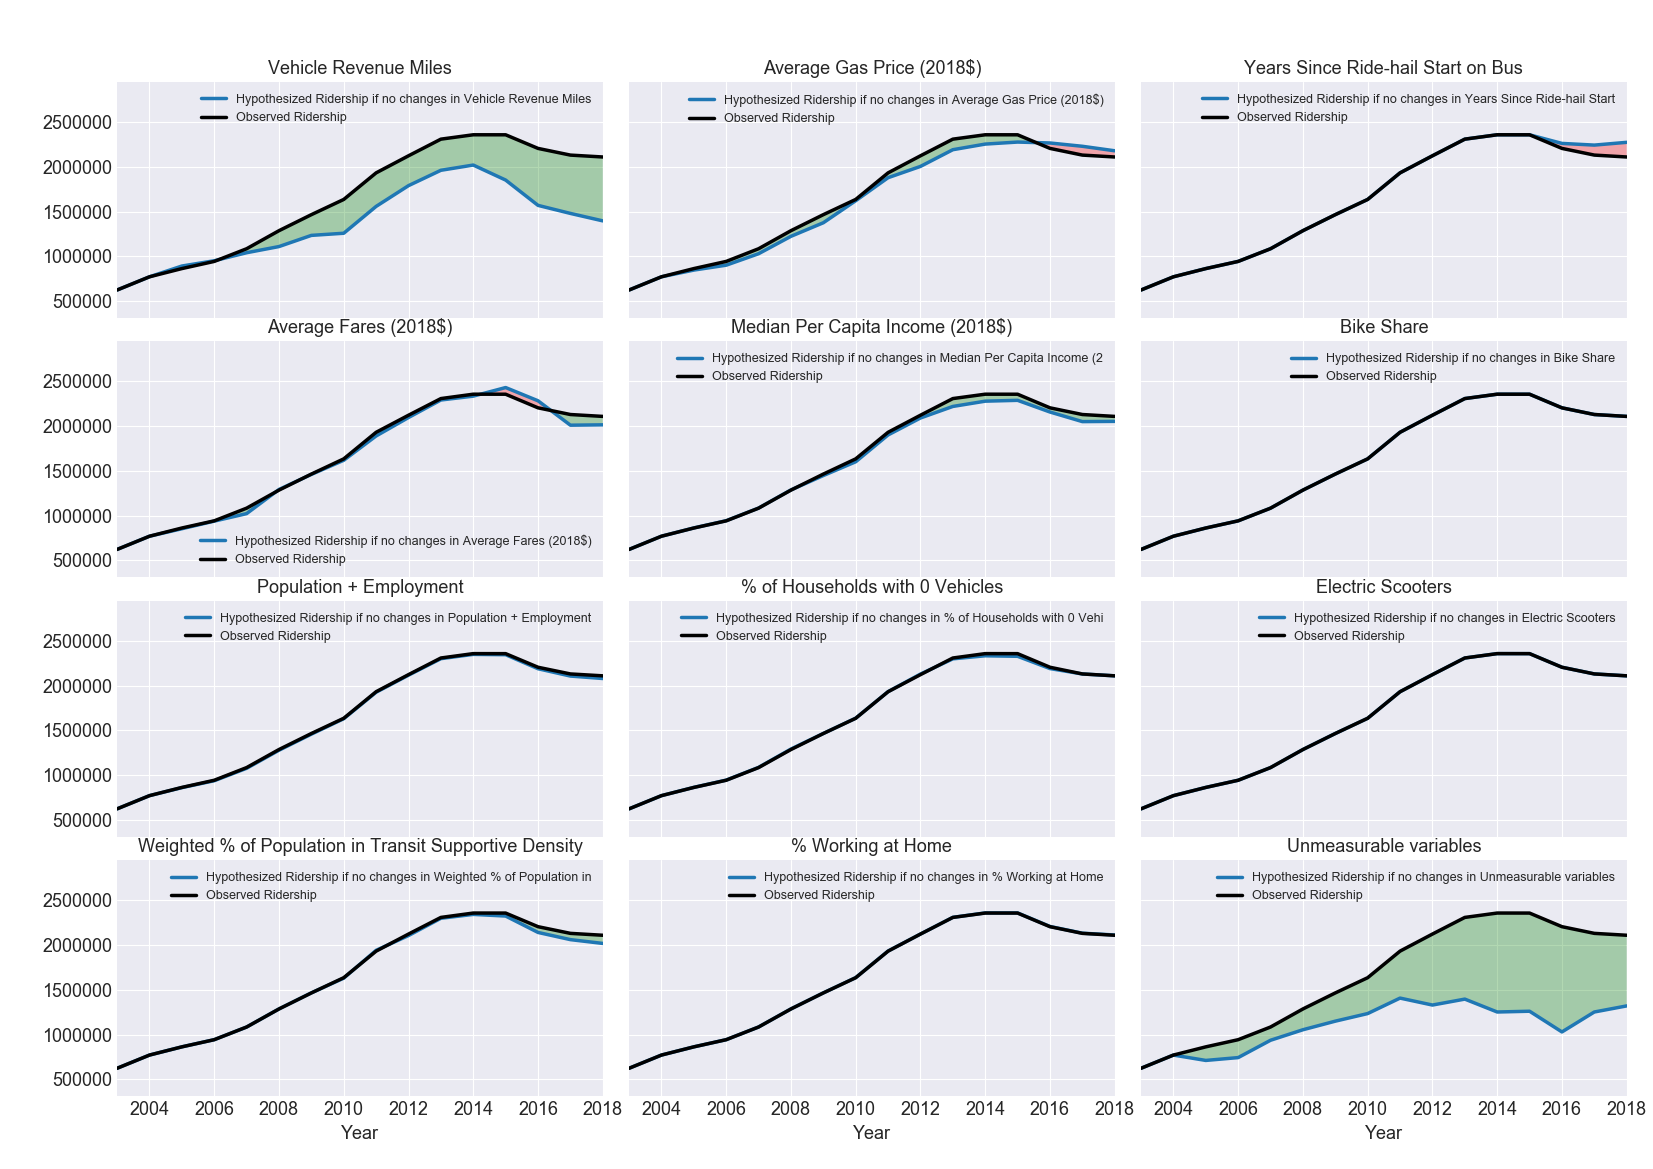 Vehicle Revenue Miles
Hypothesized Ridership if no changes in Vehicle Revenue Miles
Observed Ridership
2500000
2000000
1500000
1000000
500000
Average Gas Price (2018$)
Hypothesized Ridership if no changes in Average Gas Price (2018$)
Observed Ridership
Years Since Ride-hail Start on Bus
Hypothesized Ridership if no changes in Years Since Ride-hail Start
Observed Ridership
Average Fares (2018$)
2500000
2000000
1500000
1000000
500000
Hypothesized Ridership if no changes in Average Fares (2018$)
Observed Ridership
Median Per Capita Income (2018$)
Hypothesized Ridership if no changes in Median Per Capita Income (2
Observed Ridership
Bike Share
Hypothesized Ridership if no changes in Bike Share
Observed Ridership
Population + Employment
Hypothesized Ridership if no changes in Population + Employment
Observed Ridership
2500000
2000000
1500000
1000000
500000
% of Households with 0 Vehicles
Hypothesized Ridership if no changes in % of Households with 0 Vehi
Observed Ridership
Electric Scooters
Hypothesized Ridership if no changes in Electric Scooters
Observed Ridership
Weighted % of Population in Transit Supportive Density
Hypothesized Ridership if no changes in Weighted % of Population in
Observed Ridership
2500000
2000000
1500000
1000000
500000
2004 2006 2008 2010 2012 2014 2016 2018
Year
% Working at Home
Hypothesized Ridership if no changes in % Working at Home
Observed Ridership
2004 2006 2008 2010 2012 2014 2016 2018
Year
Unmeasurable variables
Hypothesized Ridership if no changes in Unmeasurable variables
Observed Ridership
2004 2006 2008 2010 2012 2014 2016 2018
Year